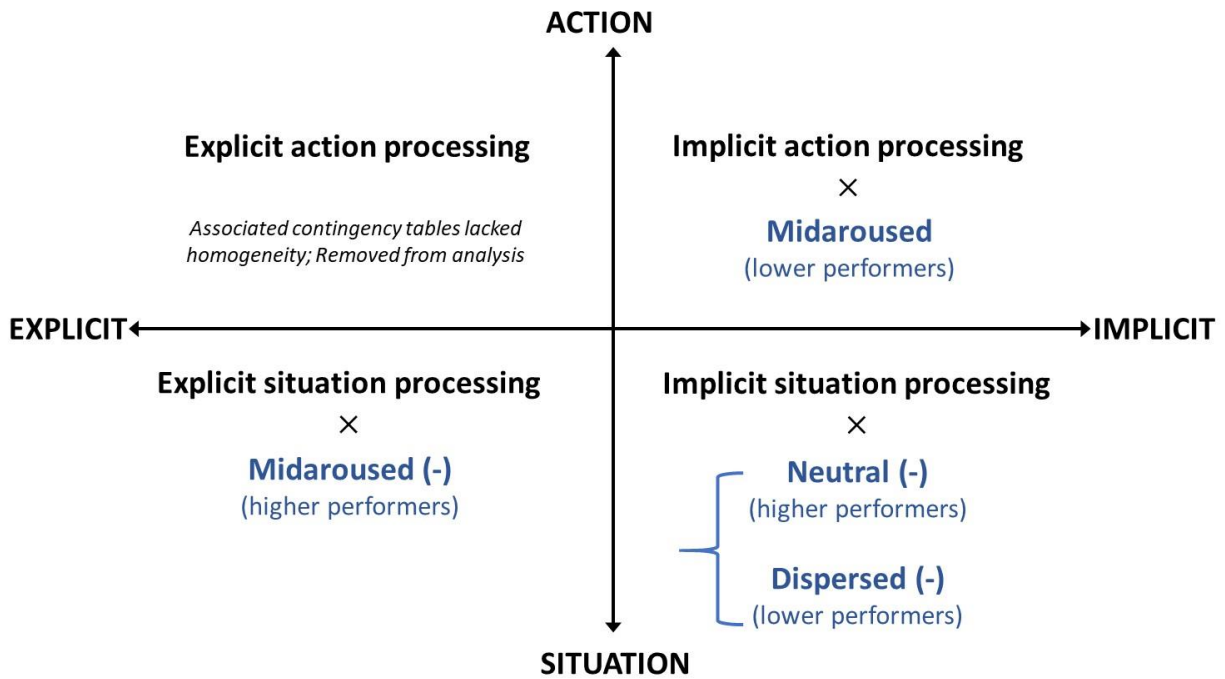 ACTION
Explicit action processing
Associated contingency tables lacked
homogeneity; Removed from analysis
Implicit action processing
×
Midaroused
(lower performers)
EXPLICIT
IMPLICIT
Explicit situation processing
×
Midaroused (-)
(higher performers)
Implicit situation processing
×
Neutral (-)
(higher performers)
Dispersed (-)
(lower performers)
SITUATION